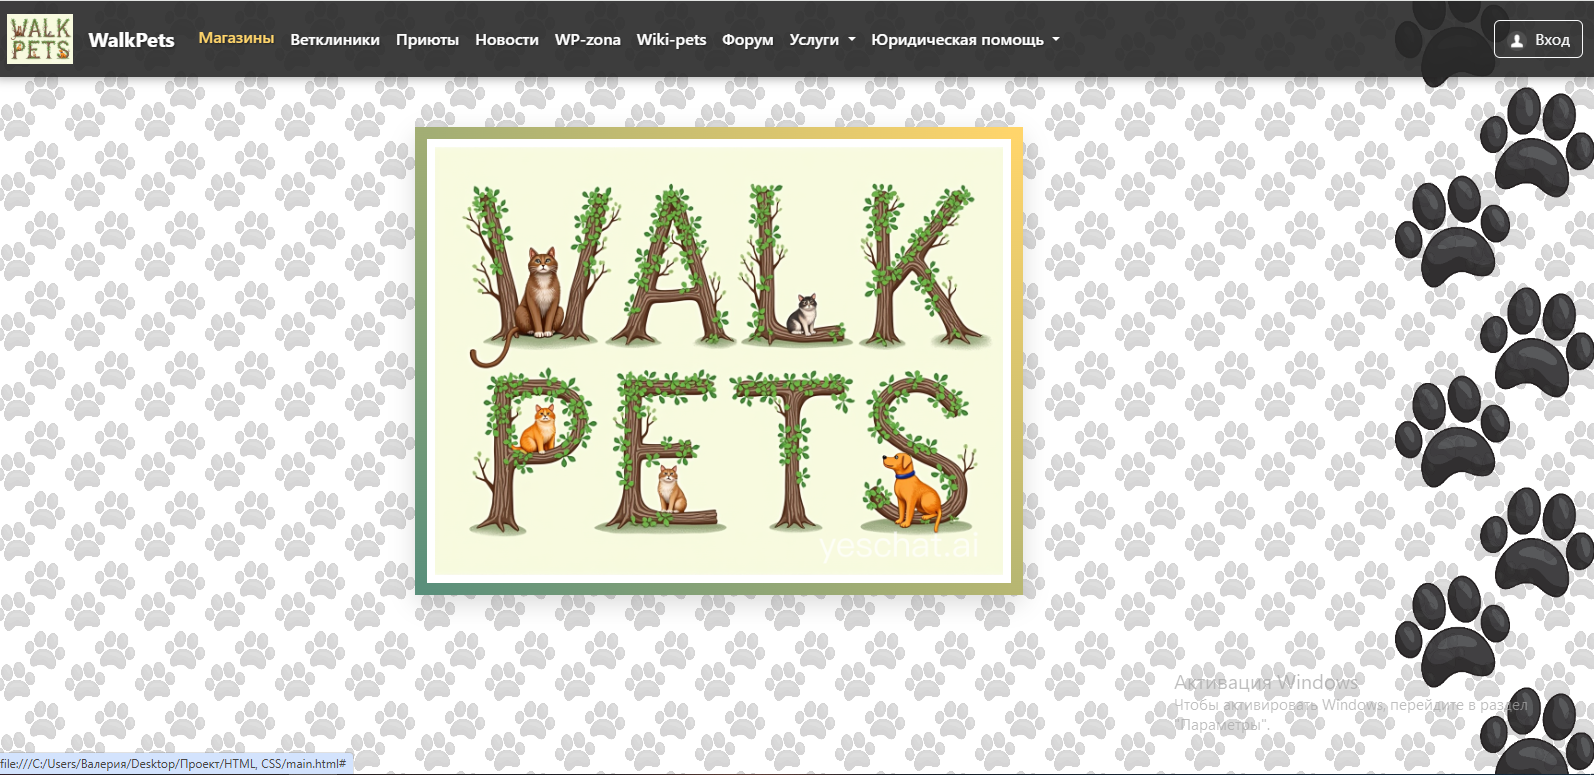 WALK
PETS
WalkPets
Магазины
Ветклиники
Приюты
Новости
WP-zona
Wiki-pets
Форум
Услуги
Юридическая помощь
Вход
WALK
PETS
yeschat.ai
Активация Windows
Чтобы активировать Windows, перейдите в раздел
"Параметры".
file:///C:/Users/Валерия/Desktop/Проект/HTML, CSS/main.html#